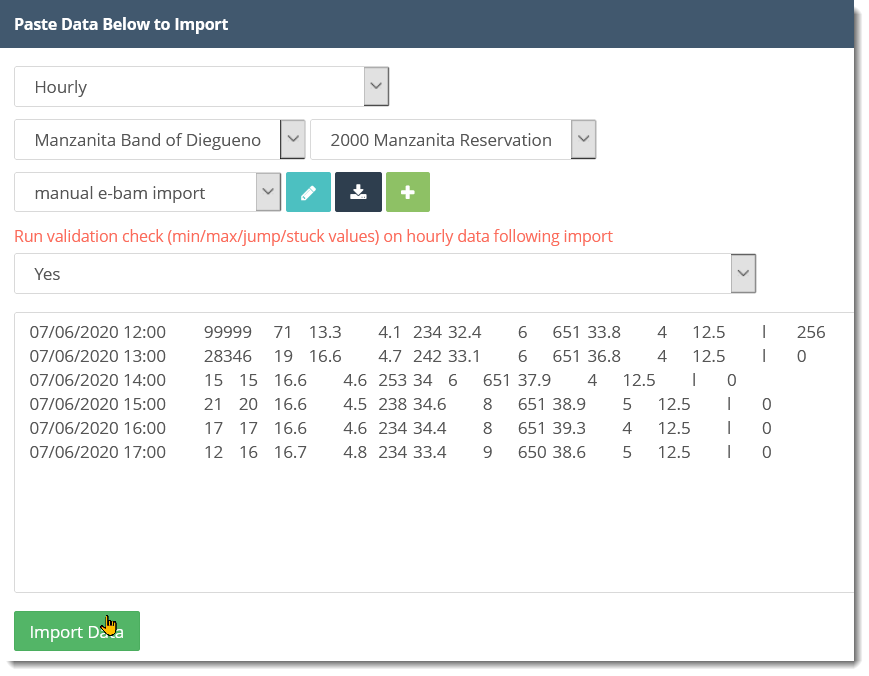 Paste Data Below to Import
Hourly
Manzanita Band of Diegueno 2000 Manzanita Reservation
manual e-bam import
Run validation check (min/max/jump/stuck values) on hourly data following import
Yes
07/06/2020 12:00 99999 71 13.3 4.1 234 32.4 6 651 33.8 4 12.5 l 256
07/06/2020 13:00 28346 19 16.6 4.7 242 33.1 6 651 36.8 4 12.5 l 0
07/06/2020 14:00 15 15 16.6 4.6 253 34 6 651 37.9 4 12.5 l 0
07/06/2020 15:00 21 20 16.6 4.5 238 34.6 8 651 38.9 5 12.5 l 0
07/06/2020 16:00 17 17 16.6 4.6 234 34.4 8 651 39.3 4 12.5 l 0
07/06/2020 17:00 12 16 16.7 4.8 234 33.4 9 650 38.6 5 12.5 l 0
Import Data